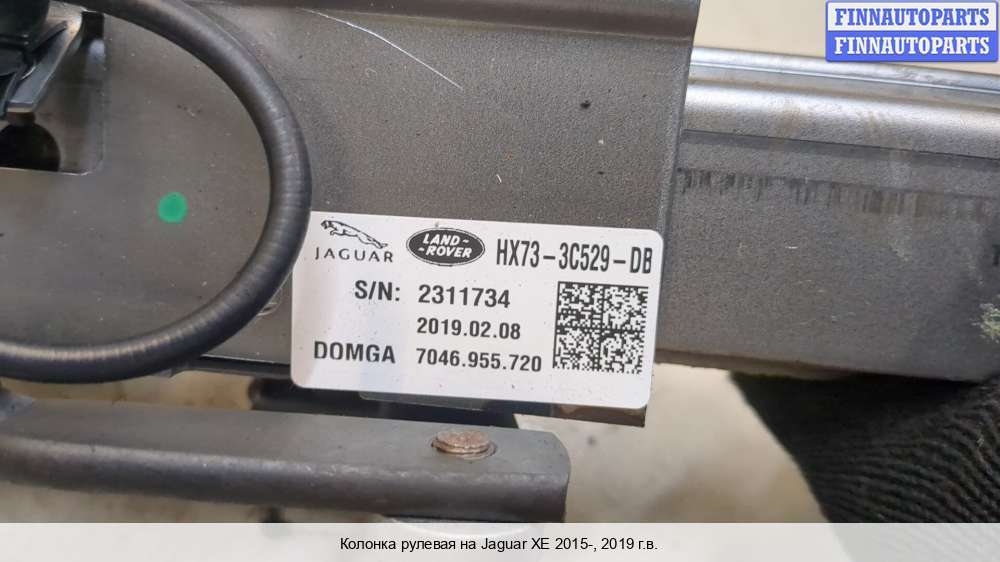 FINNAUTOPARTS
FINNAUTOPARTS
JAGUAR
LAND-
-ROVER
HX73-3C529-DB
S/N: 2311734
2019.02.08
DOMGA 7046.955.720
Колонка рулевая на Jaguar XE 2015-, 2019 г.в.